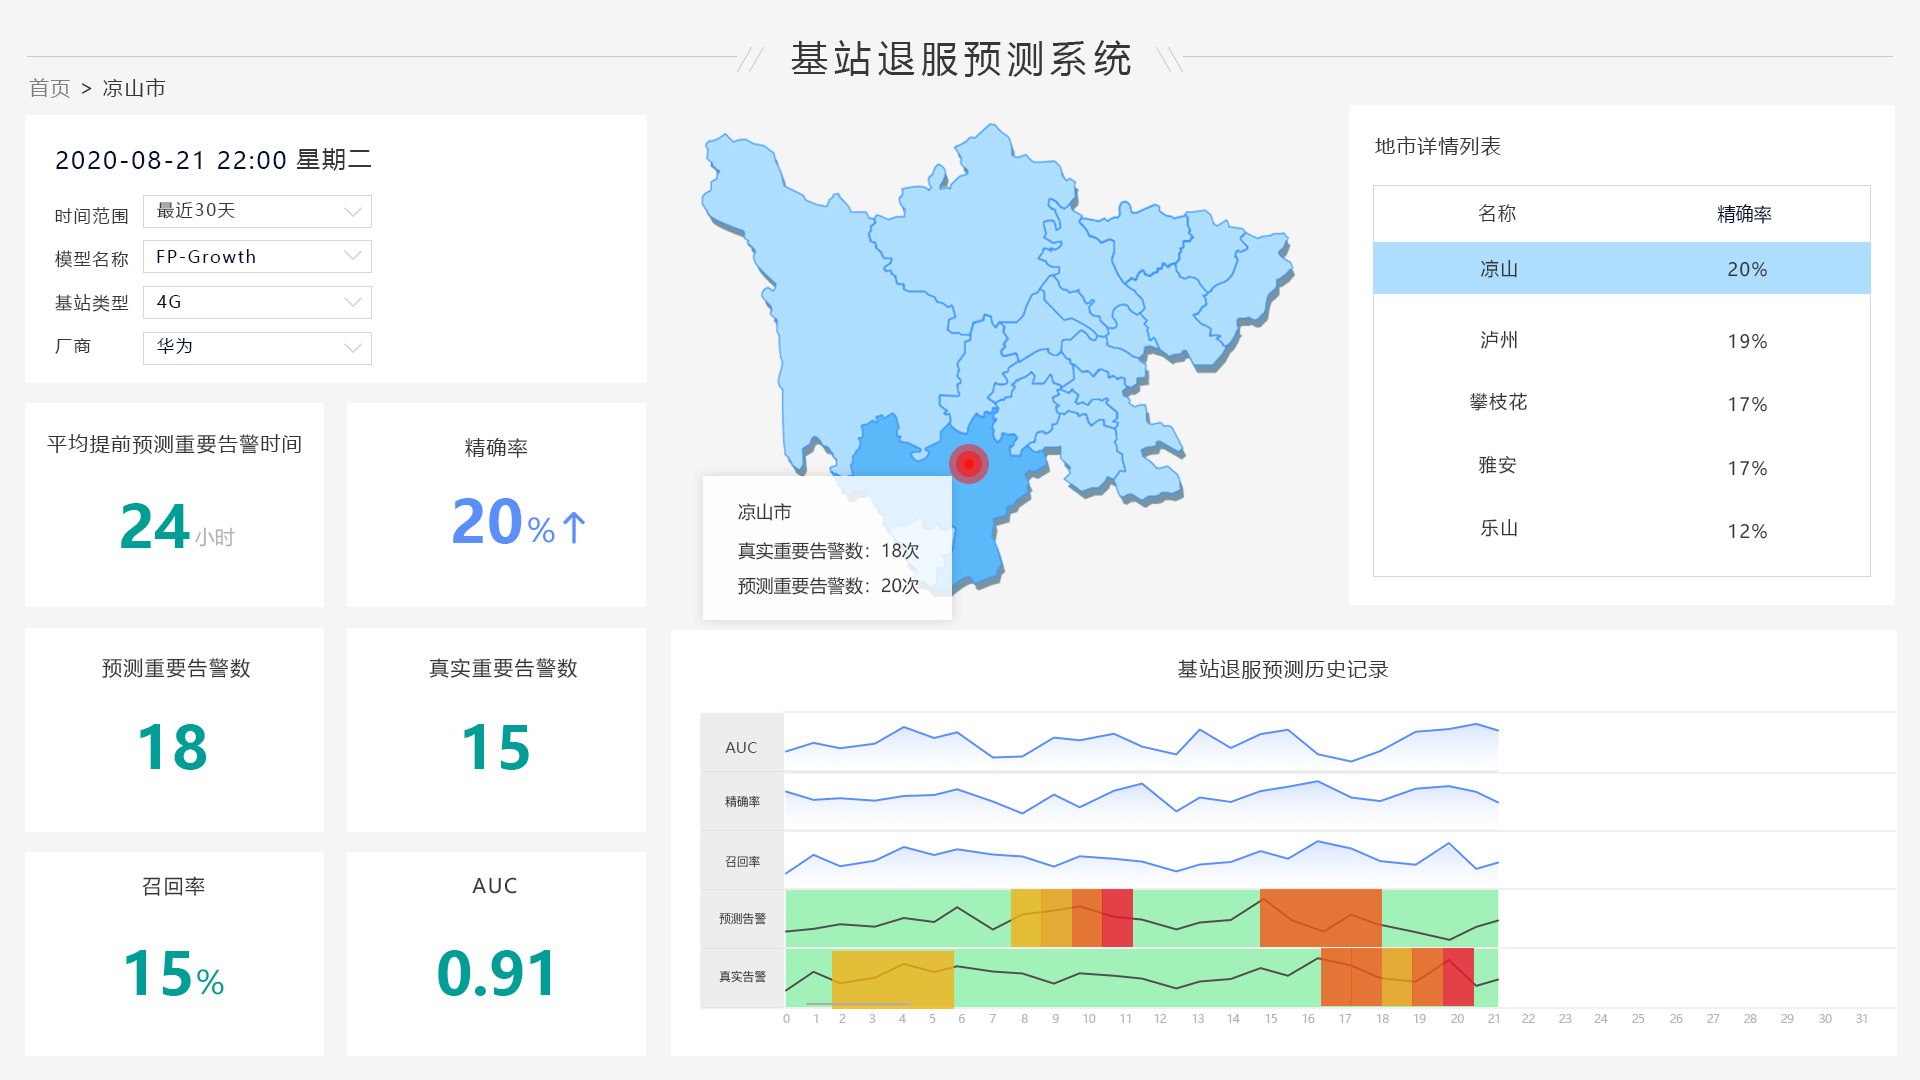 基站退服预测系统
首页 > 凉山市
2020-08-21 22:00 星期二
时间范围 最近30天
模型名称 FP-Growth
基站类型 4G
厂商 华为
平均提前预测重要告警时间
24小时
精确率
20%↑
预测重要告警数
18
真实重要告警数
15
召回率
15%
AUC
0.91
凉山市
真实重要告警数：18次
预测重要告警数：20次
地市详情列表
名称 精确率
凉山 20%
泸州 19%
攀枝花 17%
雅安 17%
乐山 12%
基站退服预测历史记录
AUC
精确率
召回率
预测告警
真实告警
0 1 2 3 4 5 6 7 8 9 10 11 12 13 14 15 16 17 18 19 20 21 22 23 24 25 26 27 28 29 30 31